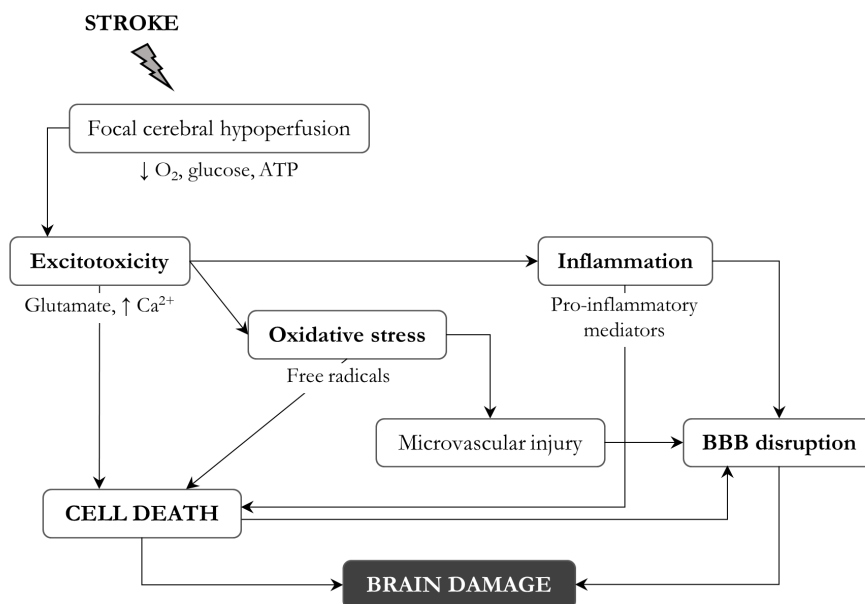 STROKE
Focal cerebral hypoperfusion
↓ O₂, glucose, ATP
Excitotoxicity
Glutamate, ↑ Ca²⁺
Inflammation
Pro-inflammatory
mediators
Oxidative stress
Free radicals
Microvascular injury
BBB disruption
CELL DEATH
BRAIN DAMAGE